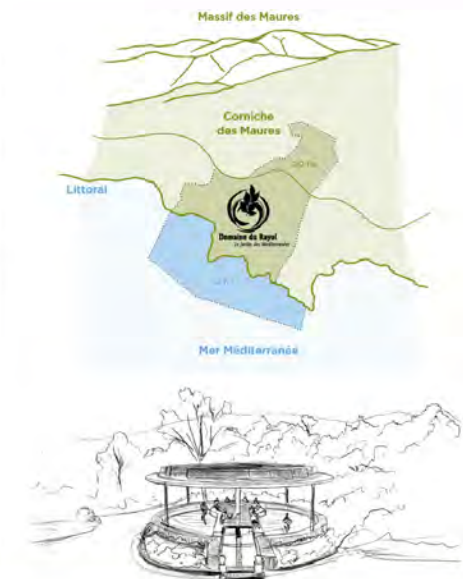 Massif des Maures
Corniche
des Maures
Littoral
Domaine du Rayol
Le Jardin des Méditerranées
Mer Méditerranée